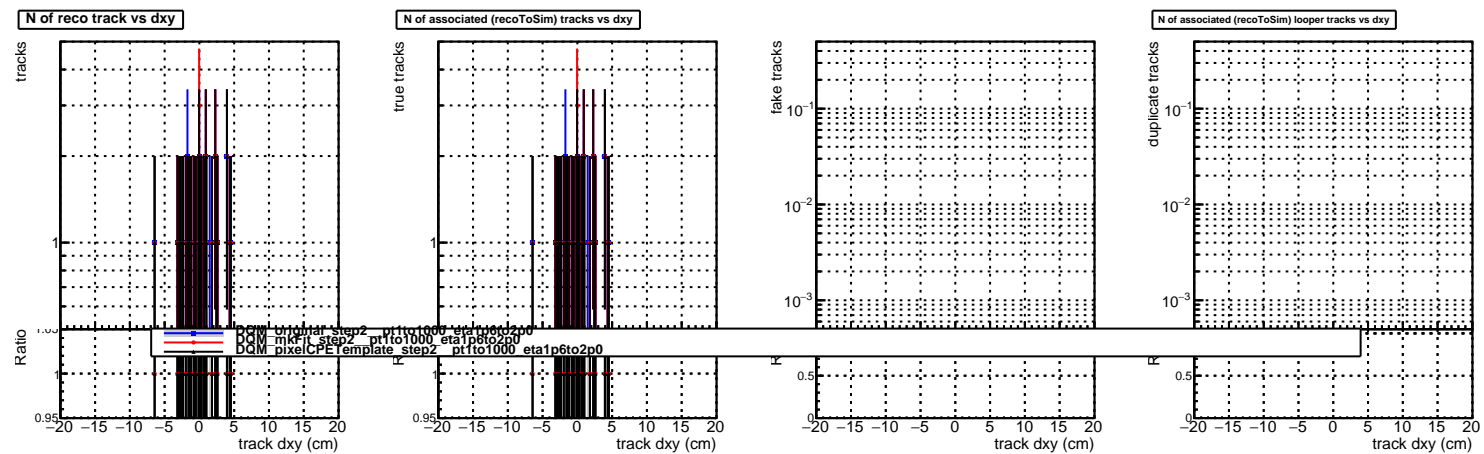 N of reco track vs dxy
N of associated (recoToSim) tracks vs dxy
N of associated (recoToSim) looper tracks vs dxy
tracks
true tracks
fake tracks
duplicate tracks
1
1
10−1
10−2
10−3
10−1
10−2
10−3
DQM_original_step2__pt1to1000_eta1p6to2p0
DQM_mkFit_step2__pt1to1000_eta1p6to2p0
DQM_pixelCPETemplate_step2__pt1to1000_eta1p6to2p0
Ratio
1.05
1
0.95
1
0.95
0.5
0
0.5
0
−20 −15 −10 −5 0 5 10 15 20
track dxy (cm)
−20 −15 −10 −5 0 5 10 15 20
track dxy (cm)
−20 −15 −10 −5 0 5 10 15 20
track dxy (cm)
−20 −15 −10 −5 0 5 10 15 20
track dxy (cm)